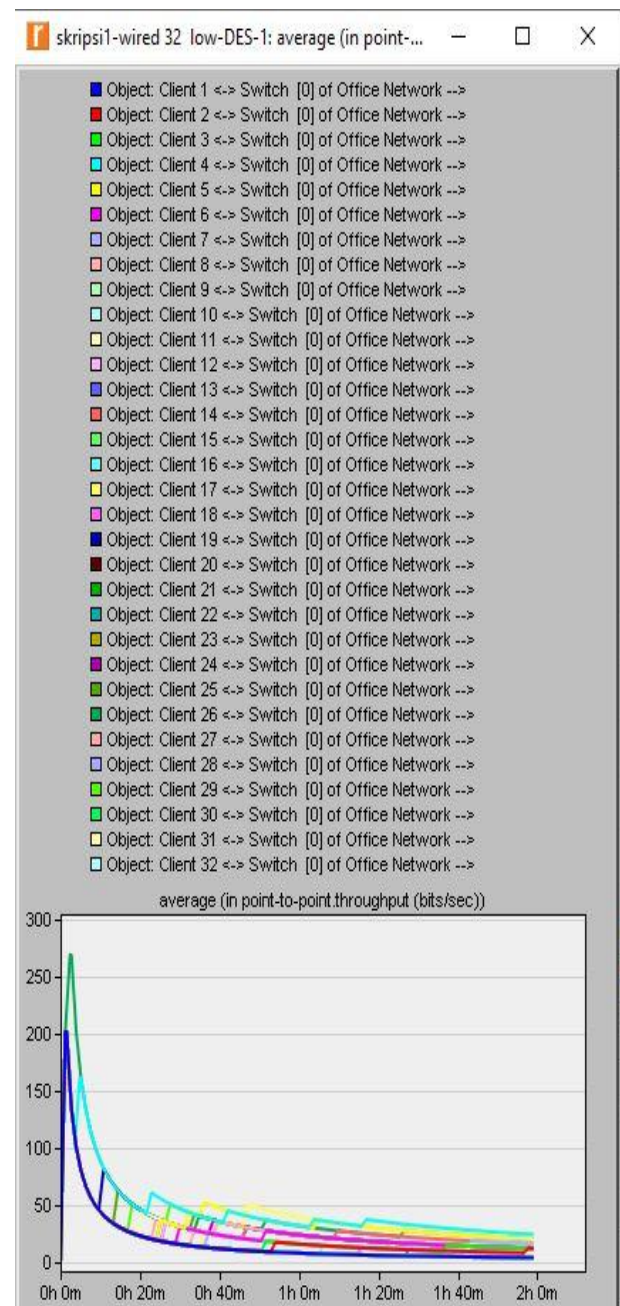 skripsi1-wired 32 low-DES-1: average (in point-...
Object: Client 1 <-> Switch [0] of Office Network -->
Object: Client 2 <-> Switch [0] of Office Network -->
Object: Client 3 <-> Switch [0] of Office Network -->
Object: Client 4 <-> Switch [0] of Office Network -->
Object: Client 5 <-> Switch [0] of Office Network -->
Object: Client 6 <-> Switch [0] of Office Network -->
Object: Client 7 <-> Switch [0] of Office Network -->
Object: Client 8 <-> Switch [0] of Office Network -->
Object: Client 9 <-> Switch [0] of Office Network -->
Object: Client 10 <-> Switch [0] of Office Network -->
Object: Client 11 <-> Switch [0] of Office Network -->
Object: Client 12 <-> Switch [0] of Office Network -->
Object: Client 13 <-> Switch [0] of Office Network -->
Object: Client 14 <-> Switch [0] of Office Network -->
Object: Client 15 <-> Switch [0] of Office Network -->
Object: Client 16 <-> Switch [0] of Office Network -->
Object: Client 17 <-> Switch [0] of Office Network -->
Object: Client 18 <-> Switch [0] of Office Network -->
Object: Client 19 <-> Switch [0] of Office Network -->
Object: Client 20 <-> Switch [0] of Office Network -->
Object: Client 21 <-> Switch [0] of Office Network -->
Object: Client 22 <-> Switch [0] of Office Network -->
Object: Client 23 <-> Switch [0] of Office Network -->
Object: Client 24 <-> Switch [0] of Office Network -->
Object: Client 25 <-> Switch [0] of Office Network -->
Object: Client 26 <-> Switch [0] of Office Network -->
Object: Client 27 <-> Switch [0] of Office Network -->
Object: Client 28 <-> Switch [0] of Office Network -->
Object: Client 29 <-> Switch [0] of Office Network -->
Object: Client 30 <-> Switch [0] of Office Network -->
Object: Client 31 <-> Switch [0] of Office Network -->
Object: Client 32 <-> Switch [0] of Office Network -->
average (in point-to-point.throughput (bits/sec))
300
250
200
150
100
50
0
0h 0m 0h 20m 0h 40m 1h 0m 1h 20m 1h 40m 2h 0m